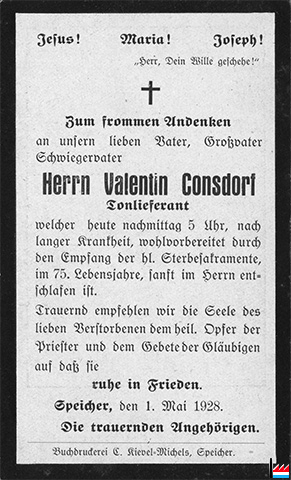 Jesus! Maria! Joseph!
„Herr, Dein Wille geschehe!“
Zum frommen Andenken
an unsern lieben Vater, Großvater
Schwiegervater
Herrn Valentin Consdorf
Tonlieferant
welcher heute nachmittag 5 Uhr, nach
langer Krankheit, wohlvorbereitet durch
den Empfang der hl. Sterbesakramente,
im 75. Lebensjahre, sanft im Herrn ent-
schlafen ist.
Trauernd empfehlen wir die Seele des
lieben Verstorbenen dem heil. Opfer der
Priester und dem Gebete der Gläubigen
auf daß sie
ruhe in Frieden.
Speicher, den 1. Mai 1928.
Die trauernden Angehörigen.
Buchdruckerei C. Kievel-Michels, Speicher.